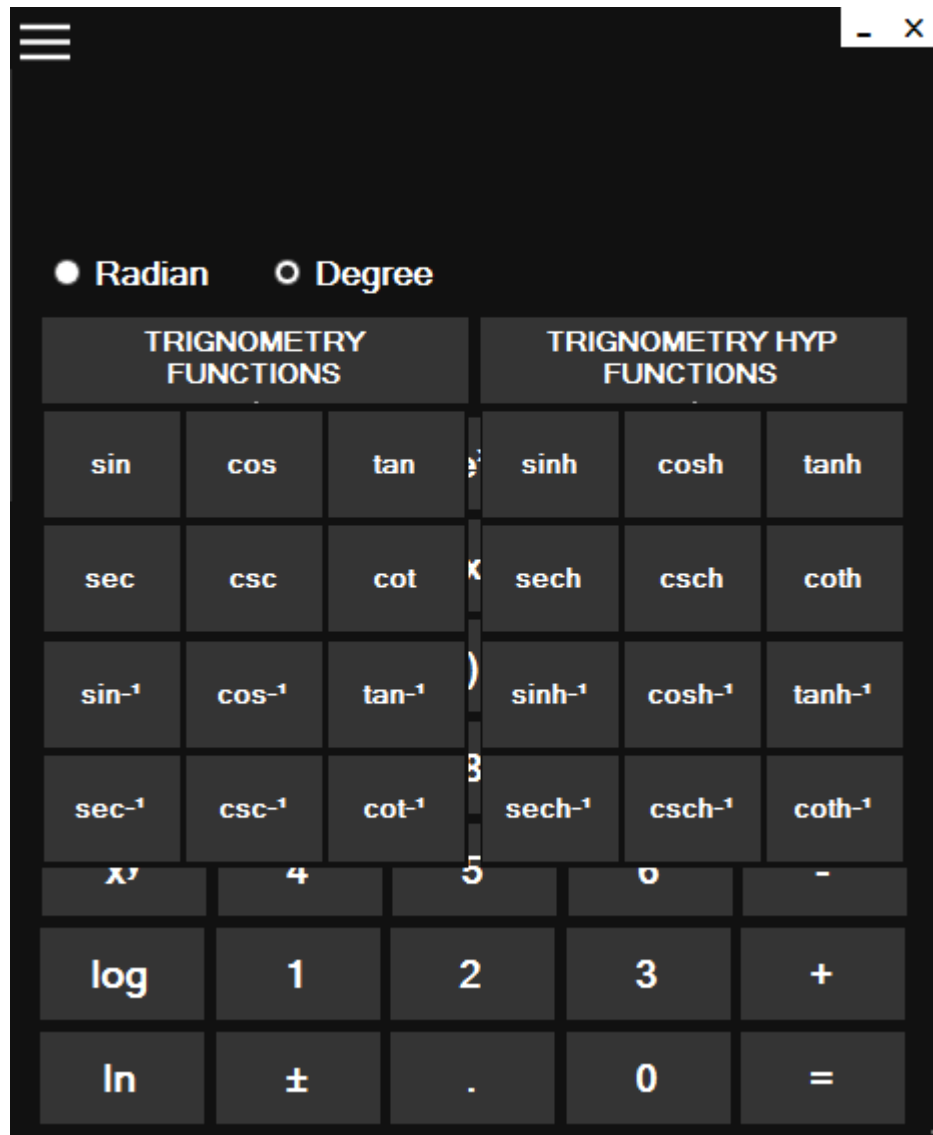 Radian Degree
TRIGNOMETRY TRIGNOMETRY HYP
FUNCTIONS FUNCTIONS
sin cos tan sinh cosh tanh
sec csc cot x sech csch coth
sin-¹ cos-¹ tan-¹ ) sinh-¹ cosh-¹ tanh-¹
sec-¹ csc-¹ cot-¹ 8 sech-¹ csch-¹ coth-¹
4 5 6 -
log 1 2 3 +
ln ± . 0 =